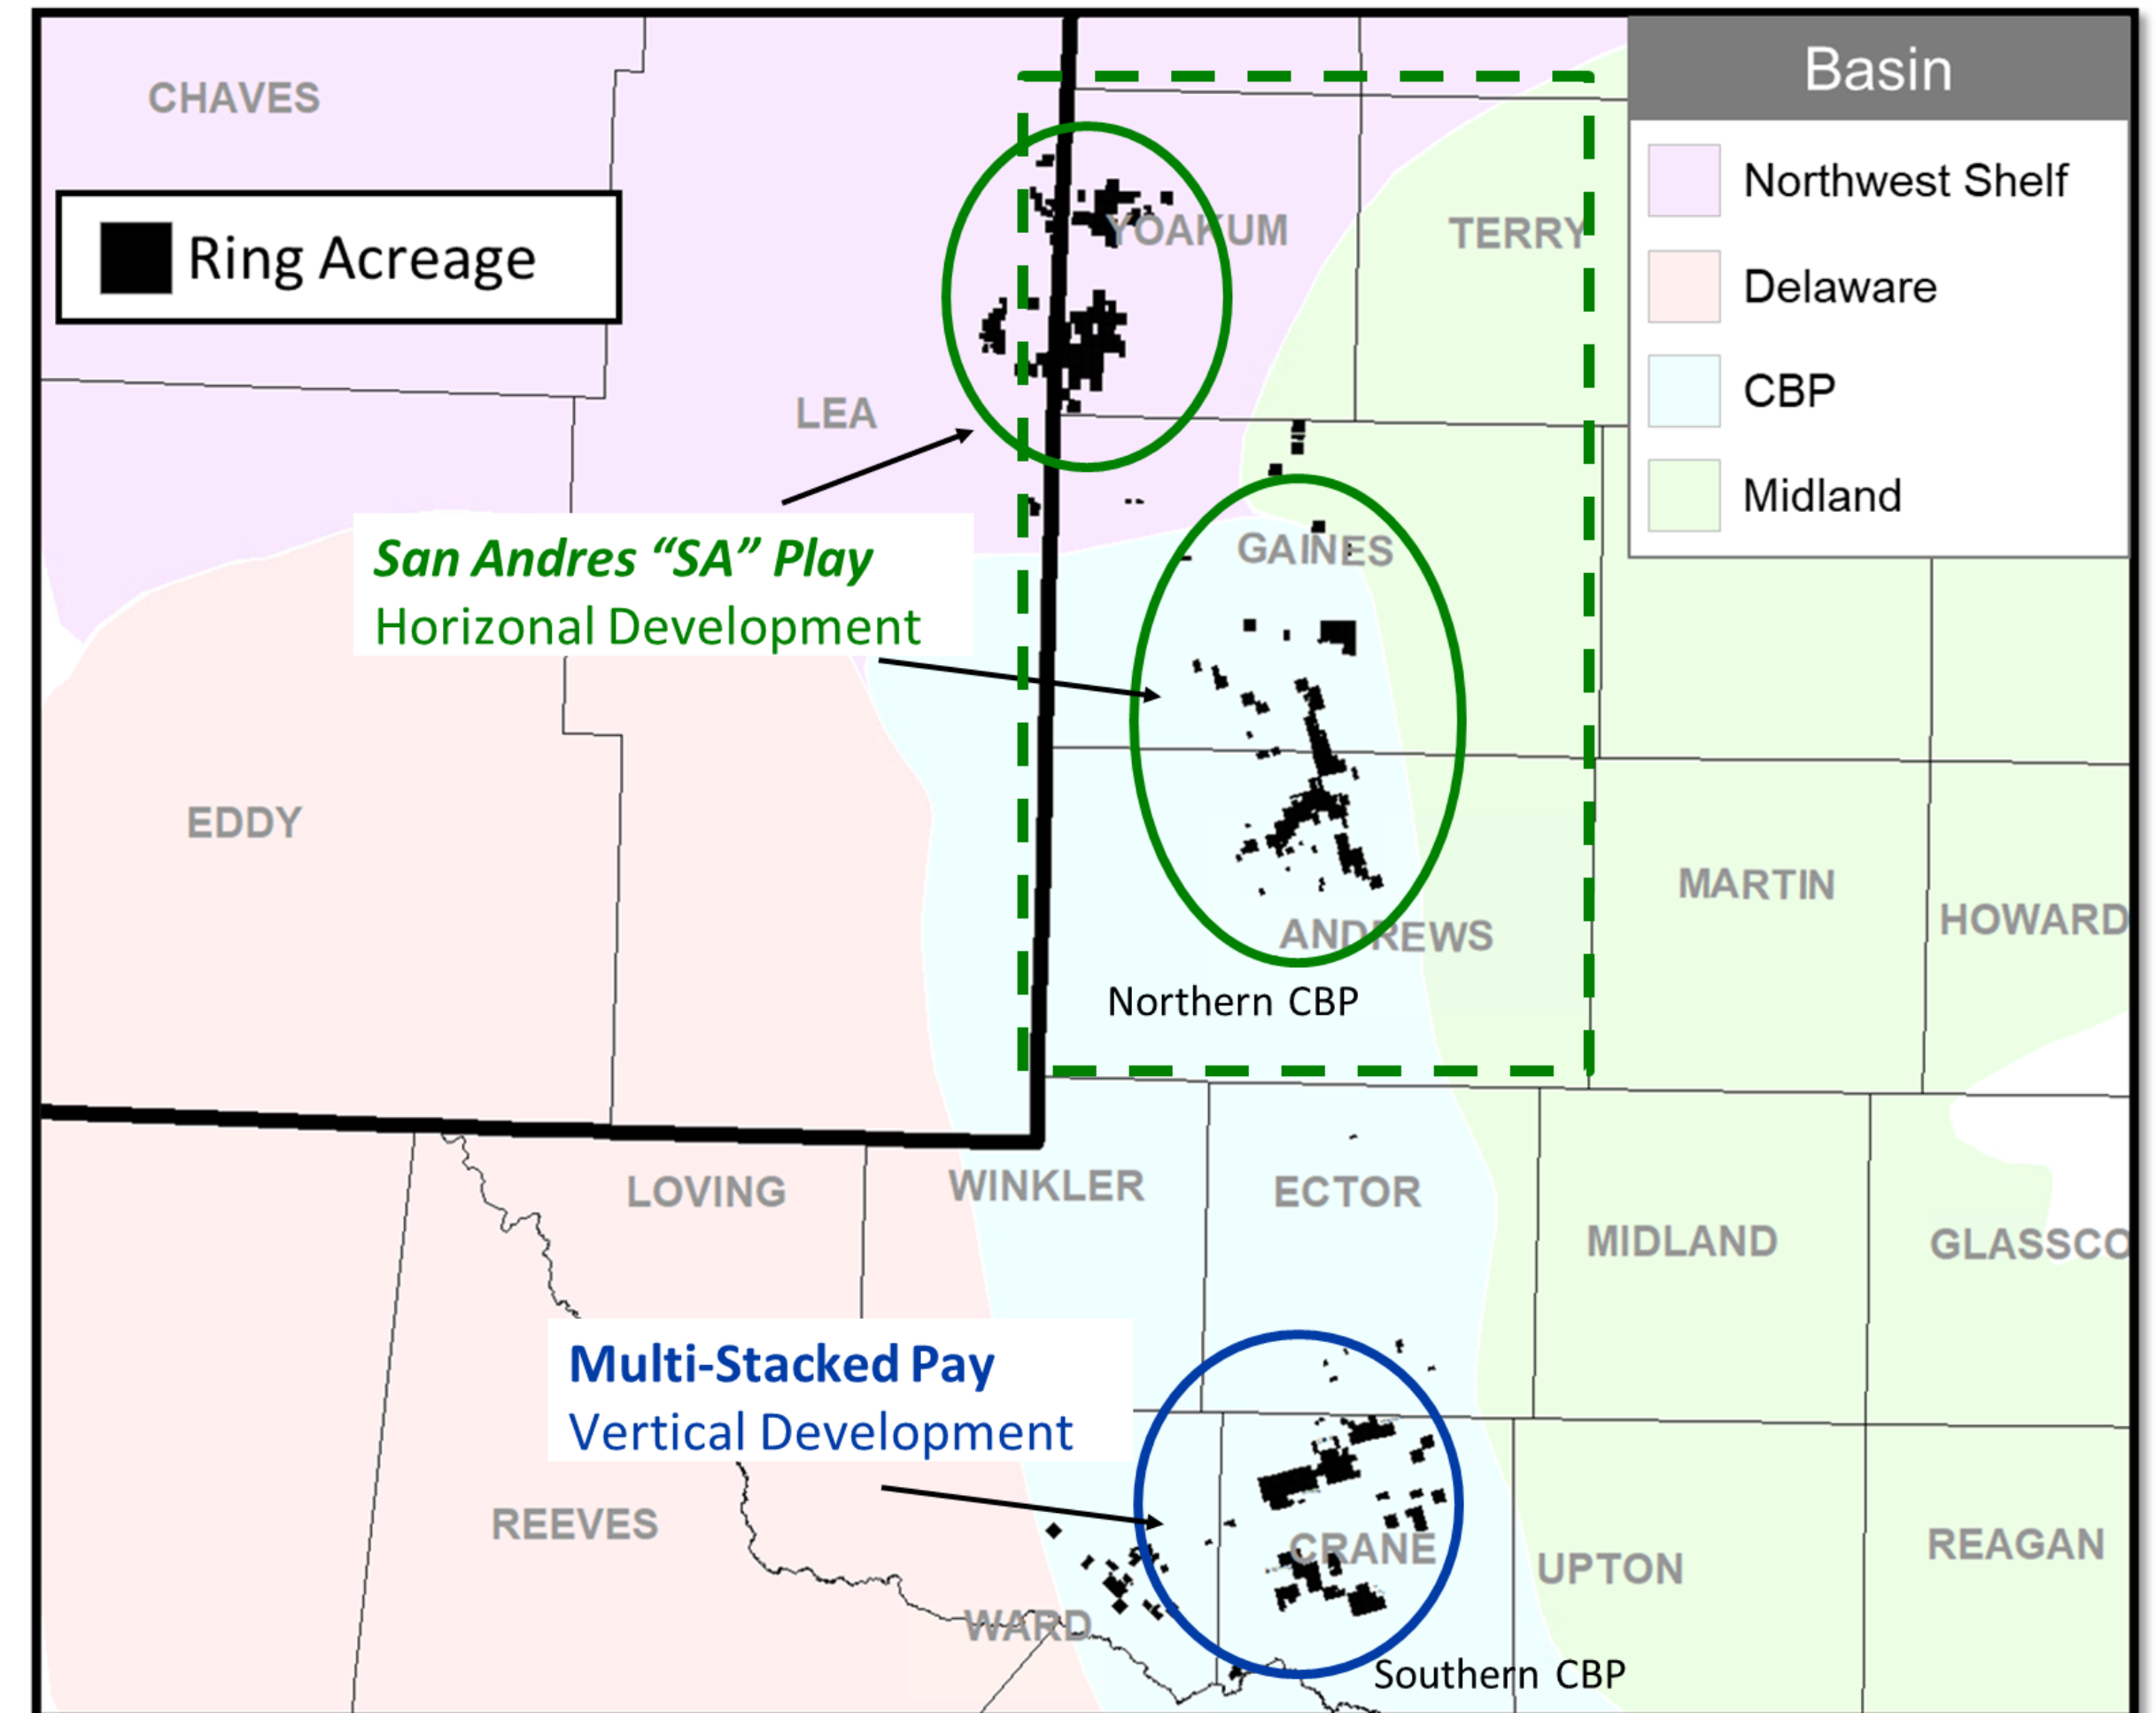 Basin
Northwest Shelf
Delaware
CBP
Midland
CHAVES
Ring Acreage
YOAKUM
TERRY
LEA
San Andres “SA” Play
Horizonal Development
GAINES
EDDY
MARTIN
HOWARD
ANDREWS
Northern CBP
LOVING
WINKLER
ECTOR
MIDLAND
GLASSCO
Multi-Stacked Pay
Vertical Development
REEVES
CRANE
UPTON
REAGAN
WARD
Southern CBP